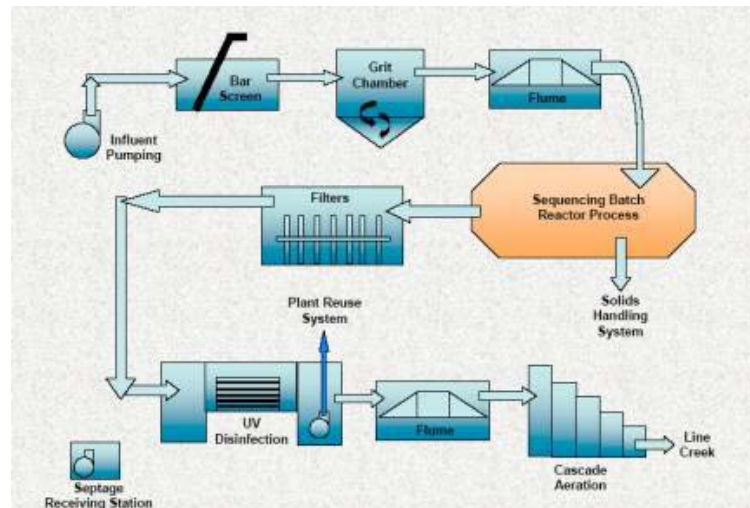 Bar
Screen
Grit
Chamber
Flume
Influent
Pumping
Sequencing Batch
Reactor Process
Filters
Solids
Handling
System
Plant Reuse
System
UV
Disinfection
Flume
Cascade
Aeration
Line
Creek
Septage
Receiving Station